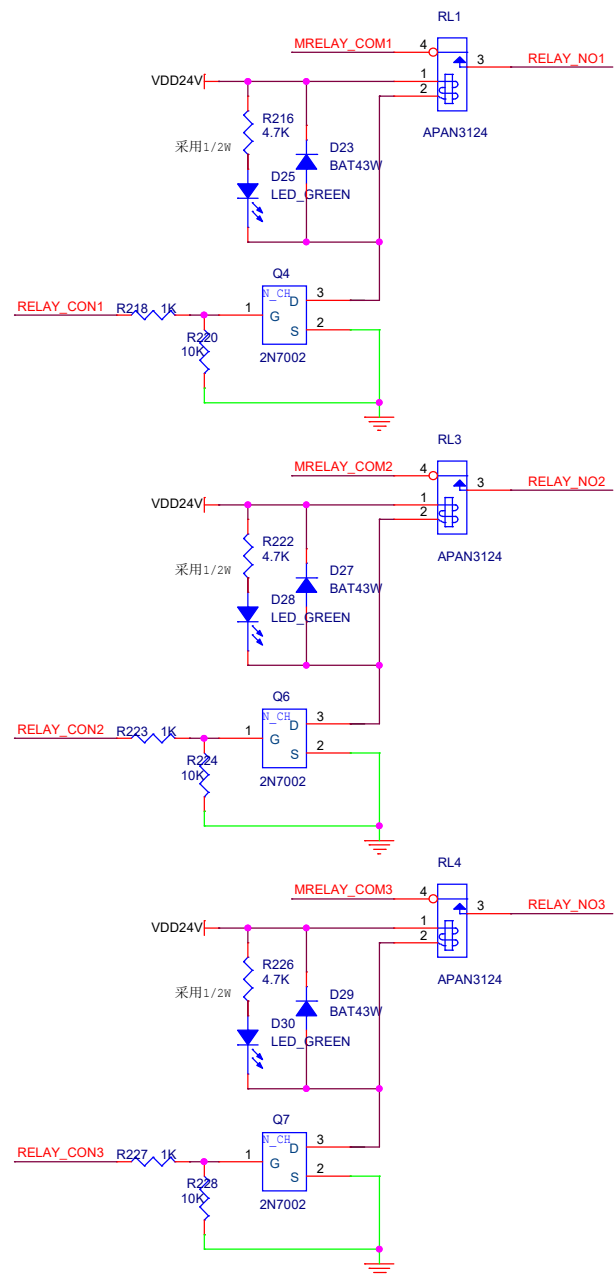 RL1
MRELAY_COM1
4
3
RELAY_NO1
VDD24V
1
2
R216
4.7K
APAN3124
采用1/2W
D23
BAT43W
D25
LED_GREEN
Q4
N_CH
D
3
RELAY_CON1
R218
1K
1
G
2
S
R220
10K
2N7002
RL3
MRELAY_COM2
4
3
RELAY_NO2
VDD24V
1
2
R222
4.7K
APAN3124
采用1/2W
D27
BAT43W
D28
LED_GREEN
Q6
N_CH
D
3
RELAY_CON2
R223
1K
1
G
2
S
R224
10K
2N7002
RL4
MRELAY_COM3
4
3
RELAY_NO3
VDD24V
1
2
R226
4.7K
APAN3124
采用1/2W
D29
BAT43W
D30
LED_GREEN
Q7
N_CH
D
3
RELAY_CON3
R227
1K
1
G
2
S
R228
10K
2N7002